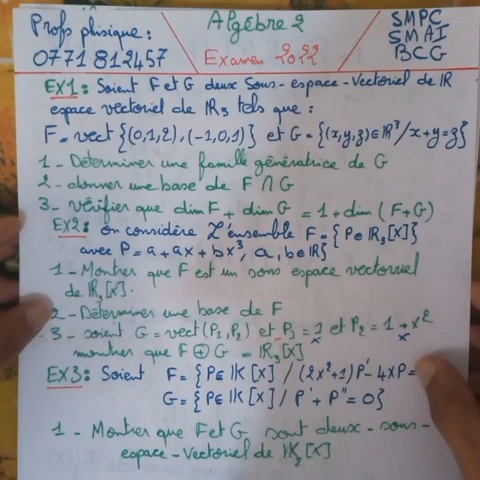 Profs phisique :
0771812457
Algèbre 2
Examen 2022
SMPC
SMAI
BCG
EX1 : Soient F et G deux Sous-espace-Vectoriel de IR
espace vectoriel de IR3 tels que :
F = vect {(0,1,2),(-1,0,1)} et G = {(x,y,z)∈IR³/x+y=z}
1 - Déterminer une famille génératrice de G
2 - donner une base de F ∩ G
3 - vérifier que dim F + dim G = 1 + dim (F+G)
EX2 : on considère L'ensemble F = {P∈IR3[X]
avec P = a + ax + bx³, a, b∈IR}
1 - Montrer que F est un sous espace vectoriel
de IR3[X].
2 - Déterminer une base de F
3 - soient G = vect(P1,P2) et P1 = 1 et P2 = 1 + x²
montrer que F ⊕ G = IR3[X]
EX3 : Soient F = {P∈IK[X] / (2x²+1)P' - 4XP =
G = {P∈IK[X] / P' + P'' = 0}
1 - Montrer que F et G sont deux-sous-
espace-Vectoriel de IK2[X]